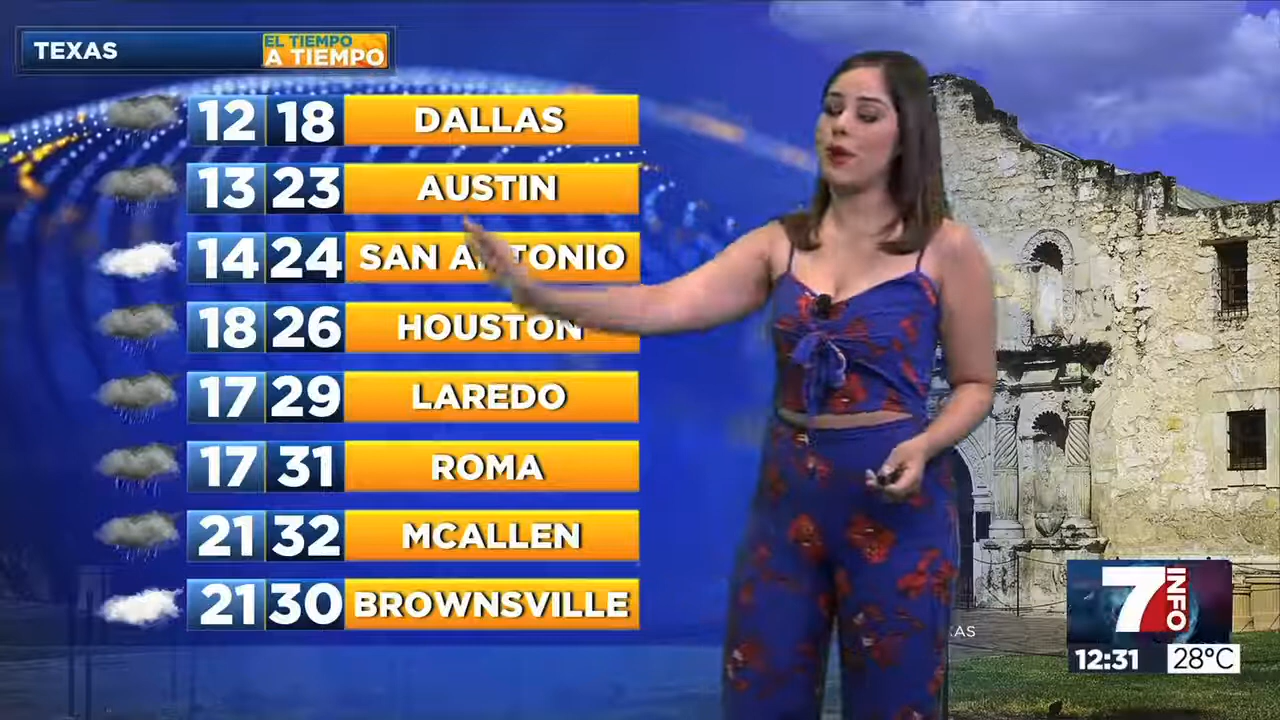 TEXAS
EL TIEMPO
A TIEMPO
12 18 DALLAS
13 23 AUSTIN
14 24 SAN ANTONIO
18 26 HOUSTON
17 29 LAREDO
17 31 ROMA
21 32 MCALLEN
21 30 BROWNSVILLE
XAS
7 INFO
12:31 28°C